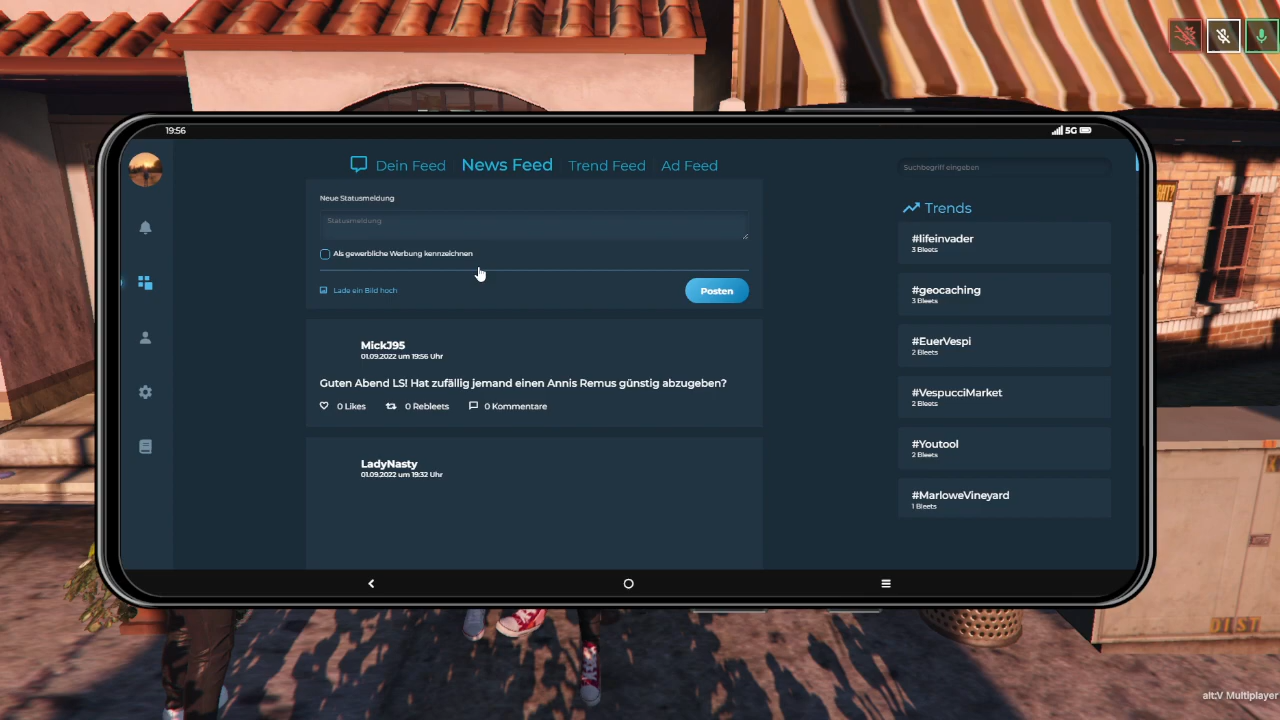 19:56
5G
Dein Feed News Feed Trend Feed Ad Feed
Neue Statusmeldung
Statusmeldung
Als gewerbliche Werbung kennzeichnen
Lade ein Bild hoch
Posten
MickJ95
01.09.2022 um 19:56 Uhr
Guten Abend LS! Hat zufällig jemand einen Annis Remus günstig abzugeben?
0 Likes 0 Rebleets 0 Kommentare
LadyNasty
01.09.2022 um 19:32 Uhr
Suchbegriff eingeben
Trends
#lifeinvader
3 Bleets
#geocaching
3 Bleets
#EuerVespi
2 Bleets
#VespucciMarket
2 Bleets
#Youtool
2 Bleets
#MarloweVineyard
1 Bleets
DIST
alt:V Multiplayer